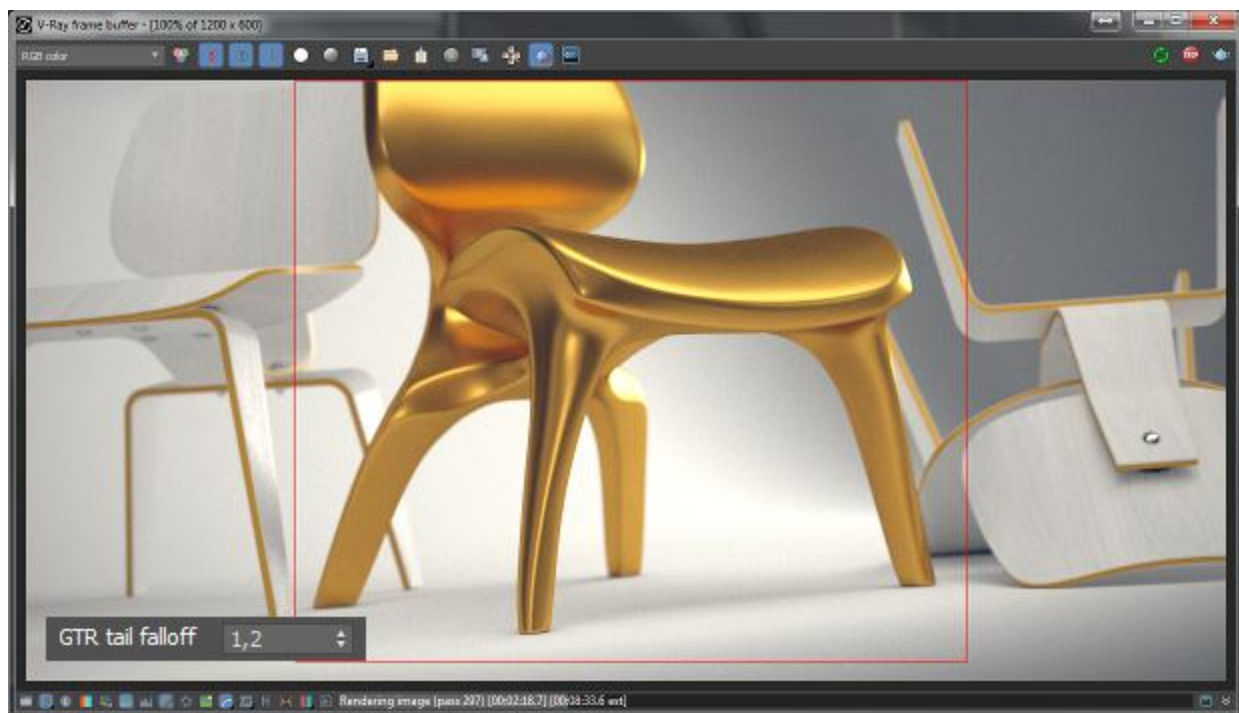 V-Ray frame buffer - [100% of 1200 x 600]
RGB color
GTR tail falloff 1,2
Rendering image (pass 297) [00:02:18.7] [00:08:33.6 est]